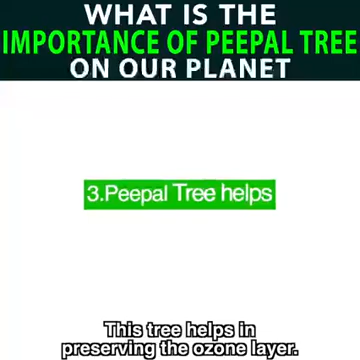 WHAT IS THE
IMPORTANCE OF PEEPAL TREE
ON OUR PLANET
3.Peepal Tree helps
This tree helps in
preserving the ozone layer.